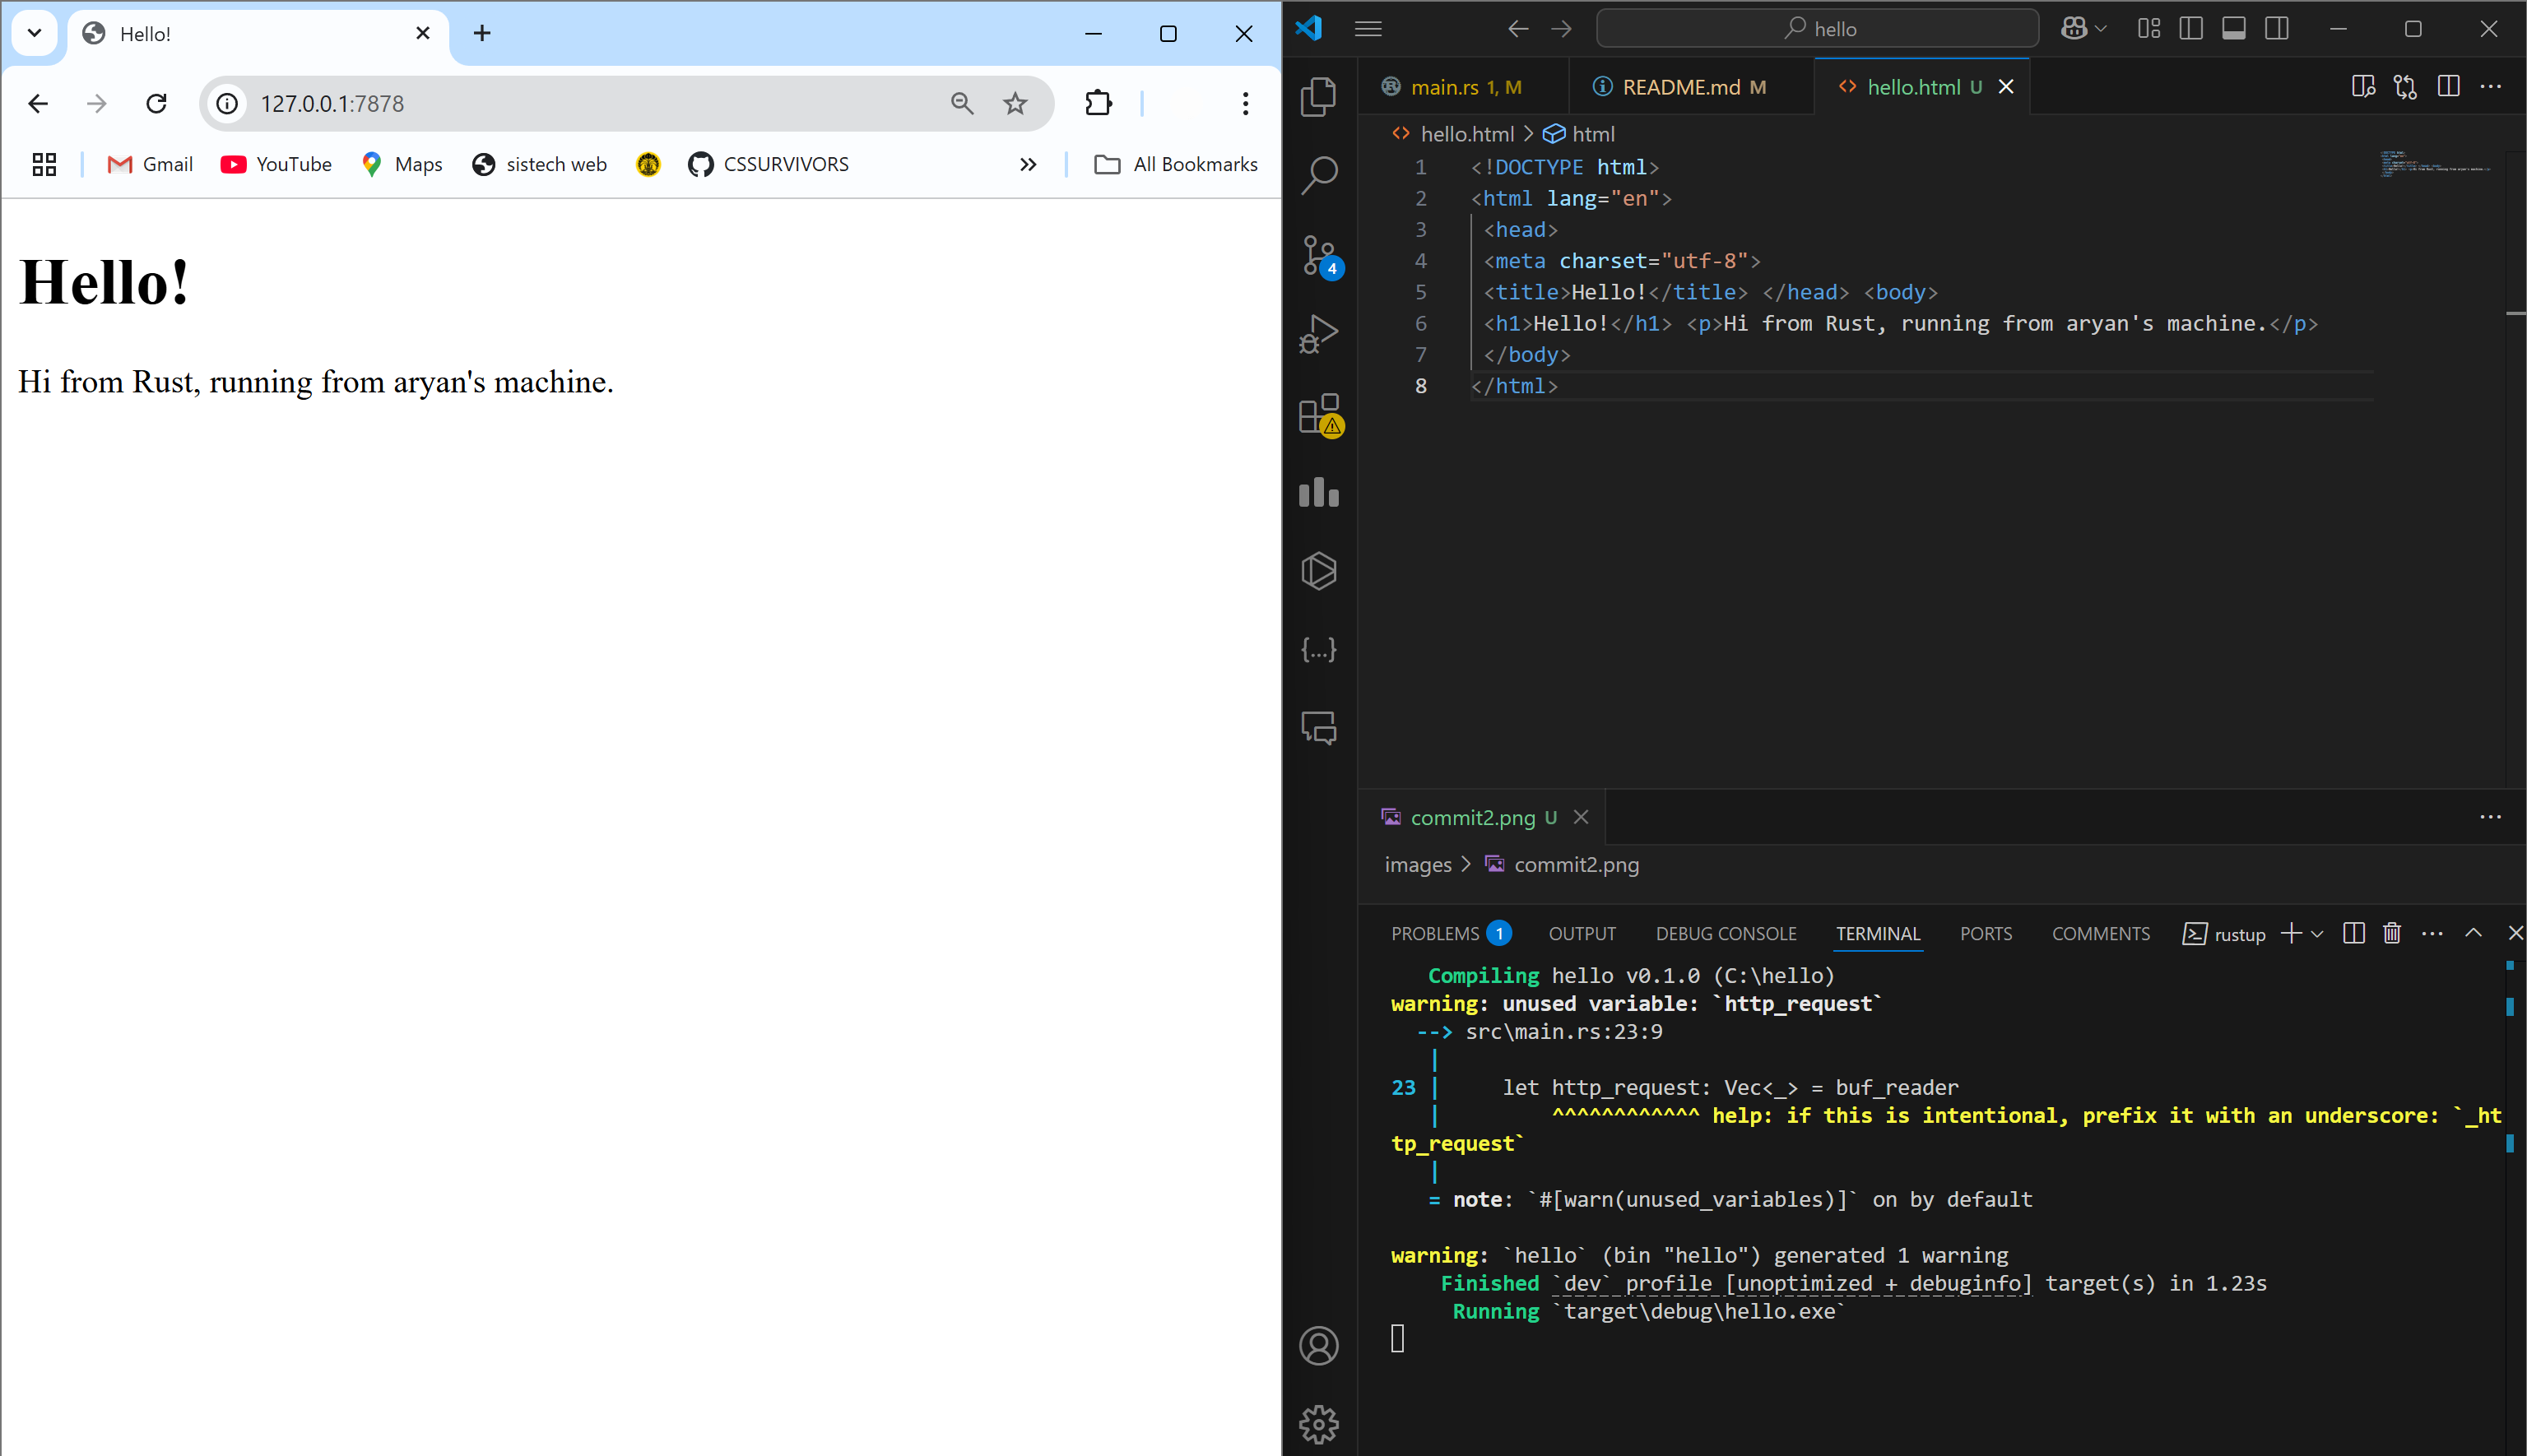 Hello!
127.0.0.1:7878
Gmail
YouTube
Maps
sistech web
CSSURVIVORS
All Bookmarks
Hello!
Hi from Rust, running from aryan's machine.
hello
main.rs 1, M
README.md M
hello.html U
hello.html > html
1 <!DOCTYPE html>
2 <html lang="en">
3 <head>
4 <meta charset="utf-8">
5 <title>Hello!</title> </head> <body>
6 <h1>Hello!</h1> <p>Hi from Rust, running from aryan's machine.</p>
7 </body>
8 </html>
4
{...}
commit2.png U
images > commit2.png
PROBLEMS 1 OUTPUT DEBUG CONSOLE TERMINAL PORTS COMMENTS rustup
Compiling hello v0.1.0 (C:\hello)
warning: unused variable: `http_request`
--> src\main.rs:23:9
|
23 | let http_request: Vec<_> = buf_reader
| ^^^^^^^^^^^^ help: if this is intentional, prefix it with an underscore: `_ht
tp_request`
|
= note: `#[warn(unused_variables)]` on by default
warning: `hello` (bin "hello") generated 1 warning
Finished `dev` profile [unoptimized + debuginfo] target(s) in 1.23s
Running `target\debug\hello.exe`